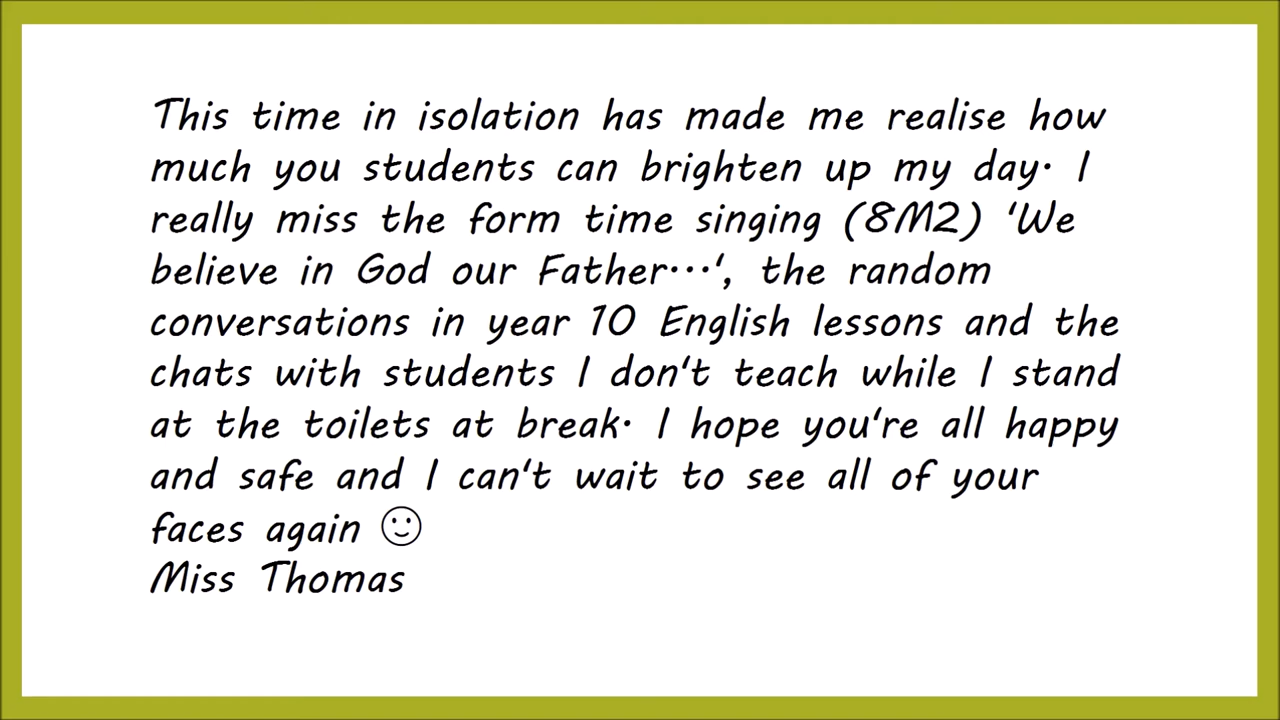 This time in isolation has made me realise how
much you students can brighten up my day. I
really miss the form time singing (8M2) 'We
believe in God our Father...', the random
conversations in year 10 English lessons and the
chats with students I don't teach while I stand
at the toilets at break. I hope you're all happy
and safe and I can't wait to see all of your
faces again ☺
Miss Thomas